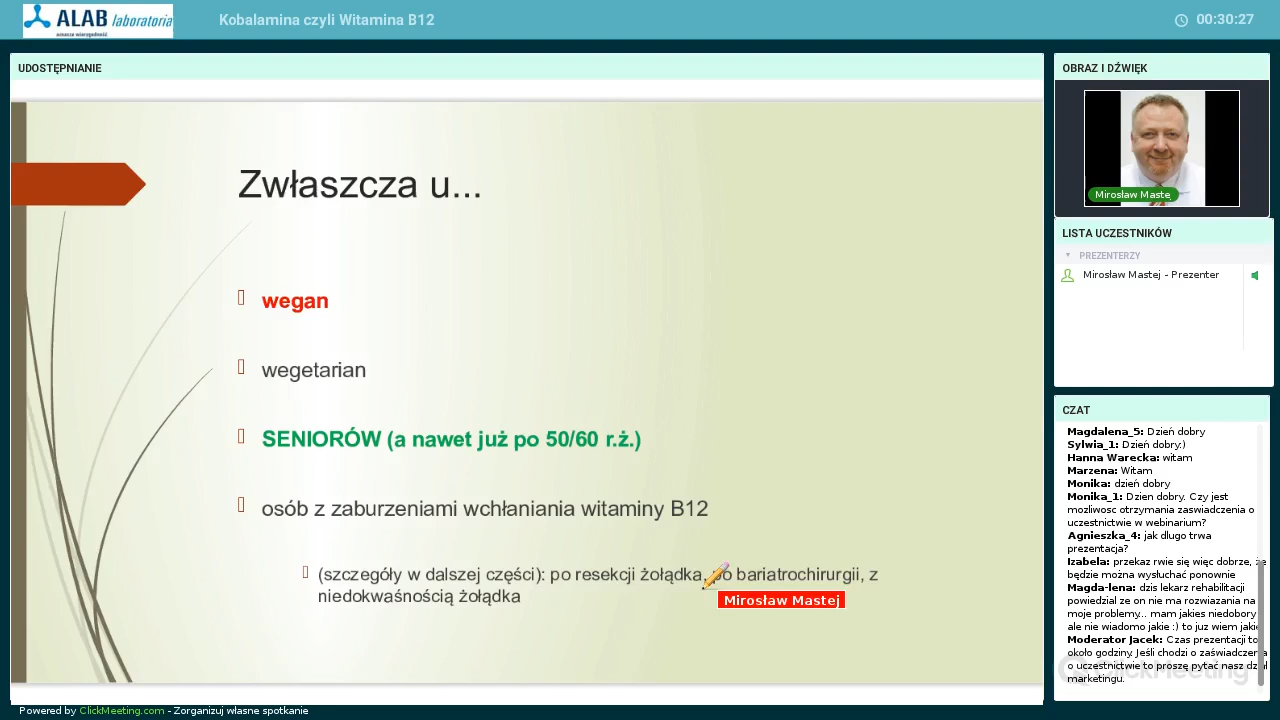 ALAB laboratoria
Kobalamina czyli Witamina B12
00:30:27
UDOSTĘPNIANIE
Zwłaszcza u...
wegan
wegetarian
SENIORÓW (a nawet już po 50/60 r.ż.)
osób z zaburzeniami wchłaniania witaminy B12
(szczegóły w dalszej części): po resekcji żołądka, bariatrochirurgii, z
niedokwaśnością żołądka
Mirosław Mastej
OBRAZ I DŹWIĘK
Mirosław Maste
LISTA UCZESTNIKÓW
PREZENTERZY
Mirosław Mastej - Prezenter
CZAT
Magdalena_5: Dzień dobry
Sylwia_1: Dzień dobry:)
Hanna Warecka: witam
Marzena: Witam
Monika: dzień dobry
Monika_1: Dzien dobry. Czy jest
mozliwosc otrzymania zaswiadczenia o
uczestnictwie w webinarium?
Agnieszka_4: jak dlugo trwa
prezentacja?
Izabela: przekaz rwie się więc dobrze, że
będzie można wysłuchać ponownie
Magda-lena: dzis lekarz rehabilitacji
powiedzial ze on nie ma rozwiazania na
moje problemy... mam jakies niedobory
ale nie wiadomo jakie :) to juz wiem jakie
Moderator Jacek: Czas prezentacji to
około godziny. Jeśli chodzi o zaświadczenia
o uczestnictwie to proszę pytać nasz dział
marketingu.
ClickMeeting
Powered by ClickMeeting.com - Zorganizuj własne spotkanie